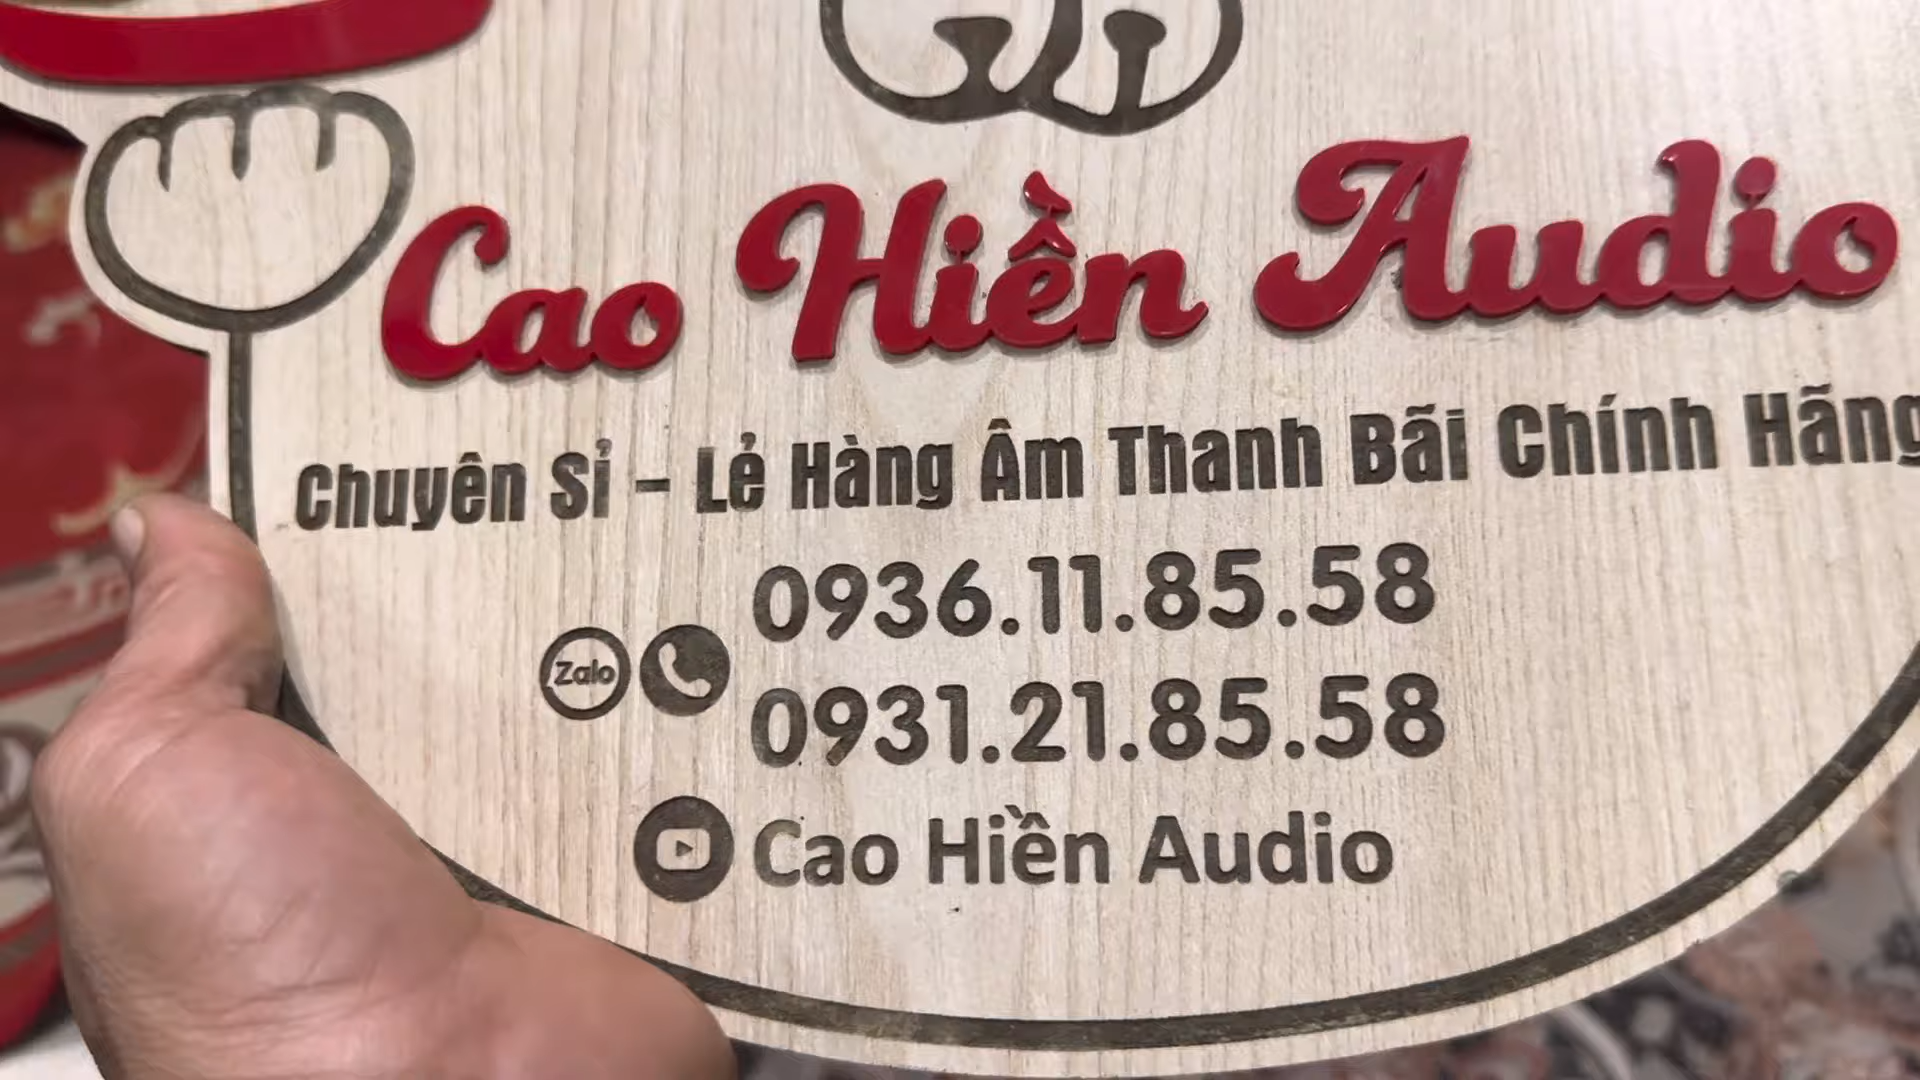 Cao Hiền Audio
Chuyên Sỉ - Lẻ Hàng Âm Thanh Bãi Chính Hãng
0936.11.85.58
Zalo
0931.21.85.58
Cao Hiền Audio